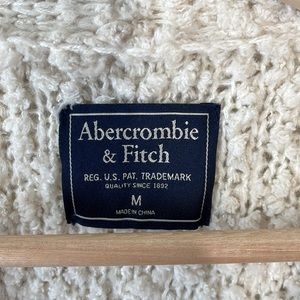 Abercrombie
& Fitch
REG. U.S. PAT. TRADEMARK
QUALITY SINCE 1892
M
MADE IN CHINA